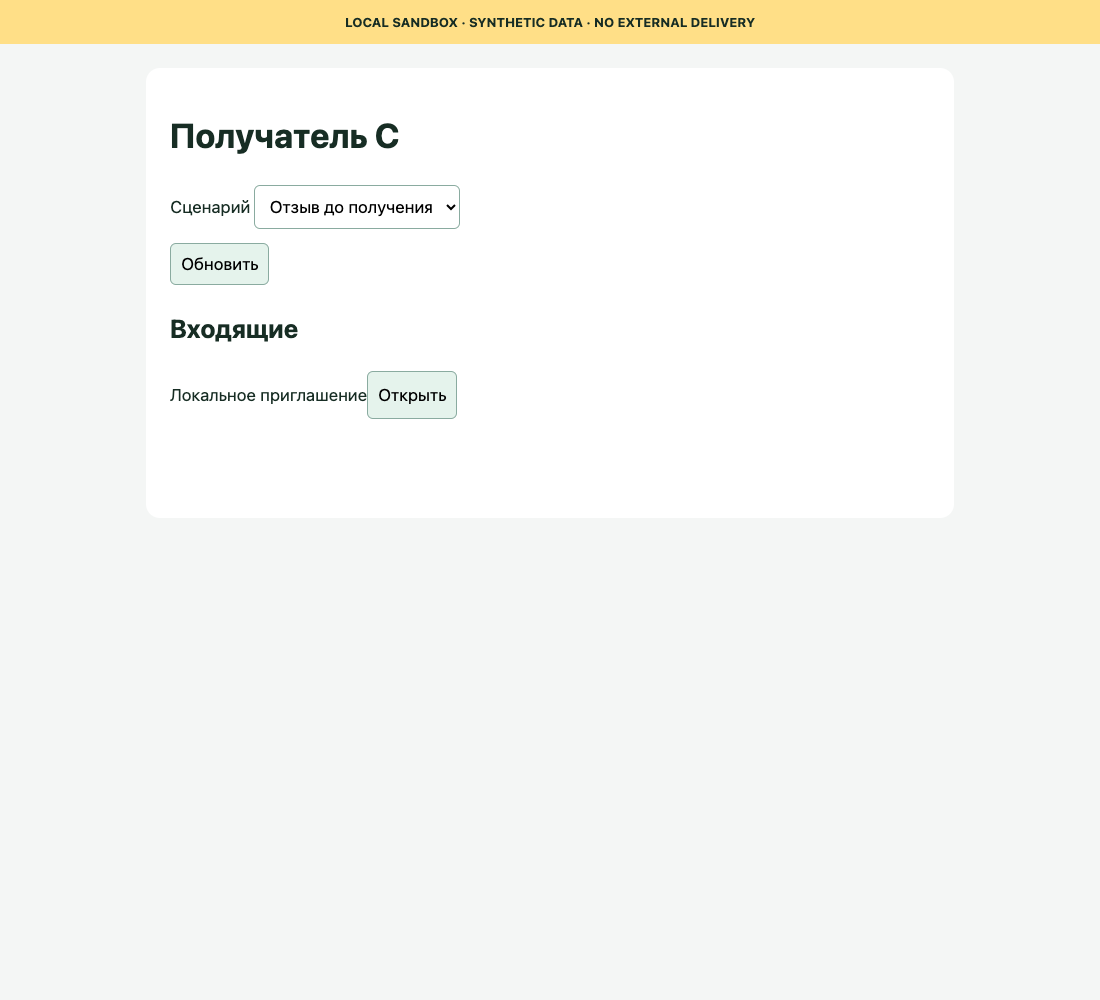 LOCAL SANDBOX · SYNTHETIC DATA · NO EXTERNAL DELIVERY
Получатель C
Сценарий Отзыв до получения
Обновить
Входящие
Локальное приглашение Открыть